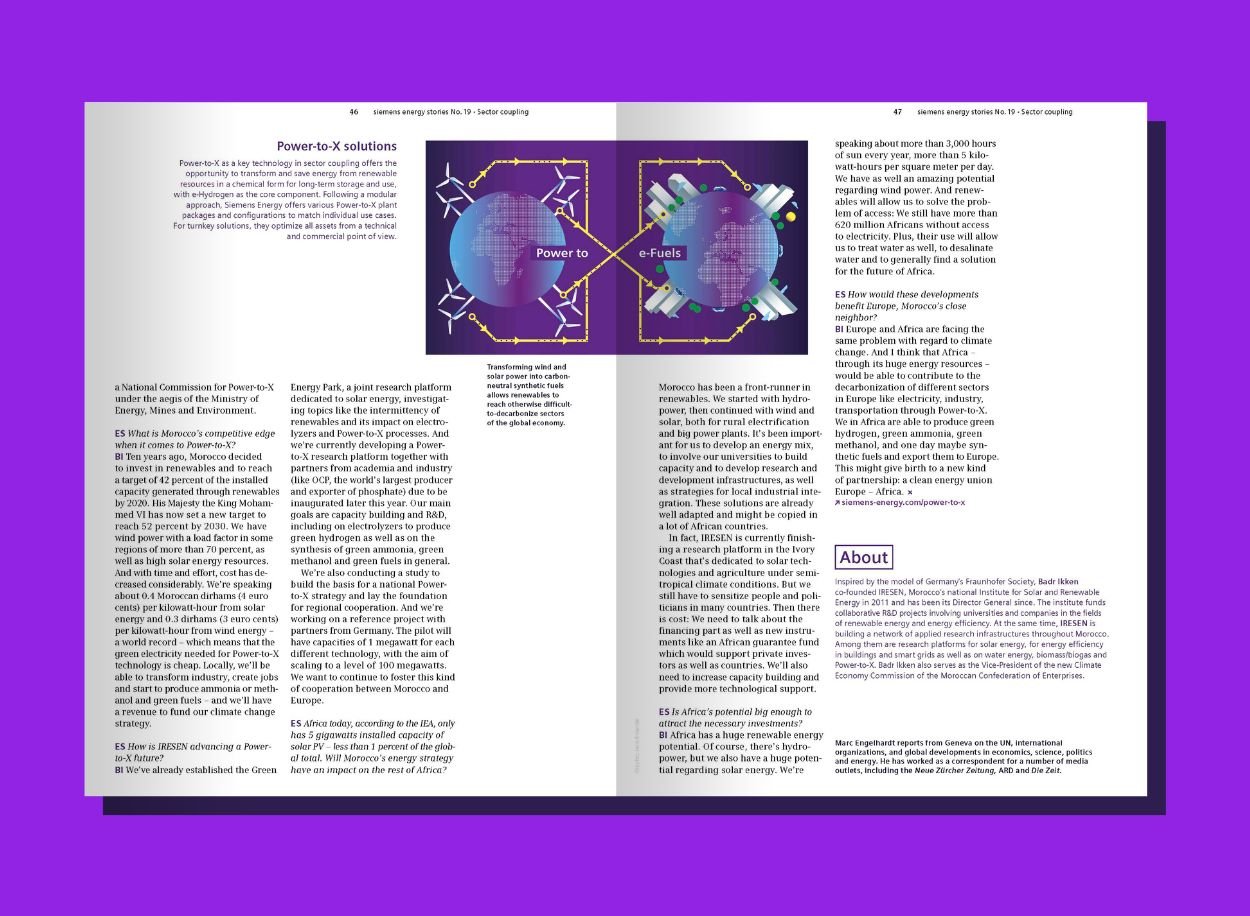 46 siemens energy stories No. 19 · Sector coupling
Power-to-X solutions
Power-to-X as a key technology in sector coupling offers the
opportunity to transform and save energy from renewable
resources in a chemical form for long-term storage and use,
with e-Hydrogen as the core component. Following a modular
approach, Siemens Energy offers various Power-to-X plant
packages and configurations to match individual use cases.
For turnkey solutions, they optimize all assets from a technical
and commercial point of view.
Power to
e-Fuels
Transforming wind and
solar power into carbon-
neutral synthetic fuels
allows renewables to
reach otherwise difficult-
to-decarbonize sectors
of the global economy.
a National Commission for Power-to-X
under the aegis of the Ministry of
Energy, Mines and Environment.
ES What is Morocco's competitive edge
when it comes to Power-to-X?
BI Ten years ago, Morocco decided
to invest in renewables and to reach
a target of 42 percent of the installed
capacity generated through renewables
by 2020. His Majesty the King Moham-
med VI has now set a new target to
reach 52 percent by 2030. We have
wind power with a load factor in some
regions of more than 70 percent, as
well as high solar energy resources.
And with time and effort, cost has de-
creased considerably. We're speaking
about 0.4 Moroccan dirhams (4 euro
cents) per kilowatt-hour from solar
energy and 0.3 dirhams (3 euro cents)
per kilowatt-hour from wind energy –
a world record – which means that the
green electricity needed for Power-to-X
technology is cheap. Locally, we'll be
able to transform industry, create jobs
and start to produce ammonia or meth-
anol and green fuels – and we'll have
a revenue to fund our climate change
strategy.
ES How is IRESEN advancing a Power-
to-X future?
BI We've already established the Green
Energy Park, a joint research platform
dedicated to solar energy, investigat-
ing topics like the intermittency of
renewables and its impact on electro-
lyzers and Power-to-X processes. And
we're currently developing a Power-
to-X research platform together with
partners from academia and industry
(like OCP, the world's largest producer
and exporter of phosphate) due to be
inaugurated later this year. Our main
goals are capacity building and R&D,
including on electrolyzers to produce
green hydrogen as well as on the
synthesis of green ammonia, green
methanol and green fuels in general.
We're also conducting a study to
build the basis for a national Power-
to-X strategy and lay the foundation
for regional cooperation. And we're
working on a reference project with
partners from Germany. The pilot will
have capacities of 1 megawatt for each
different technology, with the aim of
scaling to a level of 100 megawatts.
We want to continue to foster this kind
of cooperation between Morocco and
Europe.
ES Africa today, according to the IEA, only
has 5 gigawatts installed capacity of
solar PV – less than 1 percent of the glob-
al total. Will Morocco's energy strategy
have an impact on the rest of Africa?
47 siemens energy stories No. 19 · Sector coupling
Morocco has been a front-runner in
renewables. We started with hydro-
power, then continued with wind and
solar, both for rural electrification
and big power plants. It's been import-
ant for us to develop an energy mix,
to involve our universities to build
capacity and to develop research and
development infrastructures, as well
as strategies for local industrial inte-
gration. These solutions are already
well adapted and might be copied in
a lot of African countries.
In fact, IRESEN is currently finish-
ing a research platform in the Ivory
Coast that's dedicated to solar tech-
nologies and agriculture under semi-
tropical climate conditions. But we
still have to sensitize people and poli-
ticians in many countries. Then there
is cost: We need to talk about the
financing part as well as new instru-
ments like an African guarantee fund
which would support private inves-
tors as well as countries. We'll also
need to increase capacity building and
provide more technological support.
ES Is Africa's potential big enough to
attract the necessary investments?
BI Africa has a huge renewable energy
potential. Of course, there's hydro-
power, but we also have a huge poten-
tial regarding solar energy. We're
speaking about more than 3,000 hours
of sun every year, more than 5 kilo-
watt-hours per square meter per day.
We have as well an amazing potential
regarding wind power. And renew-
ables will allow us to solve the prob-
lem of access: We still have more than
620 million Africans without access
to electricity. Plus, their use will allow
us to treat water as well, to desalinate
water and to generally find a solution
for the future of Africa.
ES How would these developments
benefit Europe, Morocco's close
neighbor?
BI Europe and Africa are facing the
same problem with regard to climate
change. And I think that Africa –
through its huge energy resources –
would be able to contribute to the
decarbonization of different sectors
in Europe like electricity, industry,
transportation through Power-to-X.
We in Africa are able to produce green
hydrogen, green ammonia, green
methanol, and one day maybe syn-
thetic fuels and export them to Europe.
This might give birth to a new kind
of partnership: a clean energy union
Europe – Africa. ×
↗ siemens-energy.com/power-to-x
About
Inspired by the model of Germany's Fraunhofer Society, Badr Ikken
co-founded IRESEN, Morocco's national Institute for Solar and Renewable
Energy in 2011 and has been its Director General since. The institute funds
collaborative R&D projects involving universities and companies in the fields
of renewable energy and energy efficiency. At the same time, IRESEN is
building a network of applied research infrastructures throughout Morocco.
Among them are research platforms for solar energy, for energy efficiency
in buildings and smart grids as well as on water energy, biomass/biogas and
Power-to-X. Badr Ikken also serves as the Vice-President of the new Climate
Economy Commission of the Moroccan Confederation of Enterprises.
Marc Engelhardt reports from Geneva on the UN, international
organizations, and global developments in economics, science, politics
and energy. He has worked as a correspondent for a number of media
outlets, including the Neue Zürcher Zeitung, ARD and Die Zeit.